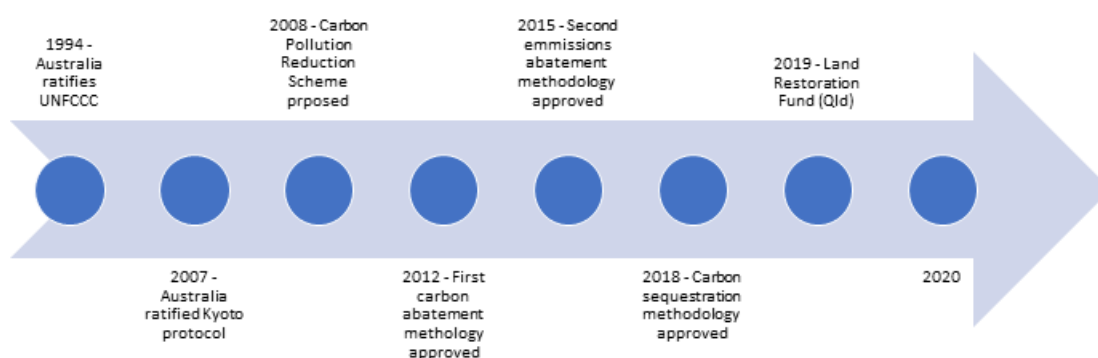 1994 -
Australia
ratifies
UNFCCC
2008 - Carbon
Pollution
Reduction
Scheme
prposed
2015 - Second
emmissions
abatement
methodology
approved
2019 - Land
Restoration
Fund (Qld)
2007 -
Australia
ratified Kyoto
protocol
2012 - First
carbon
abatement
methology
approved
2018 - Carbon
sequestration
methodology
approved
2020